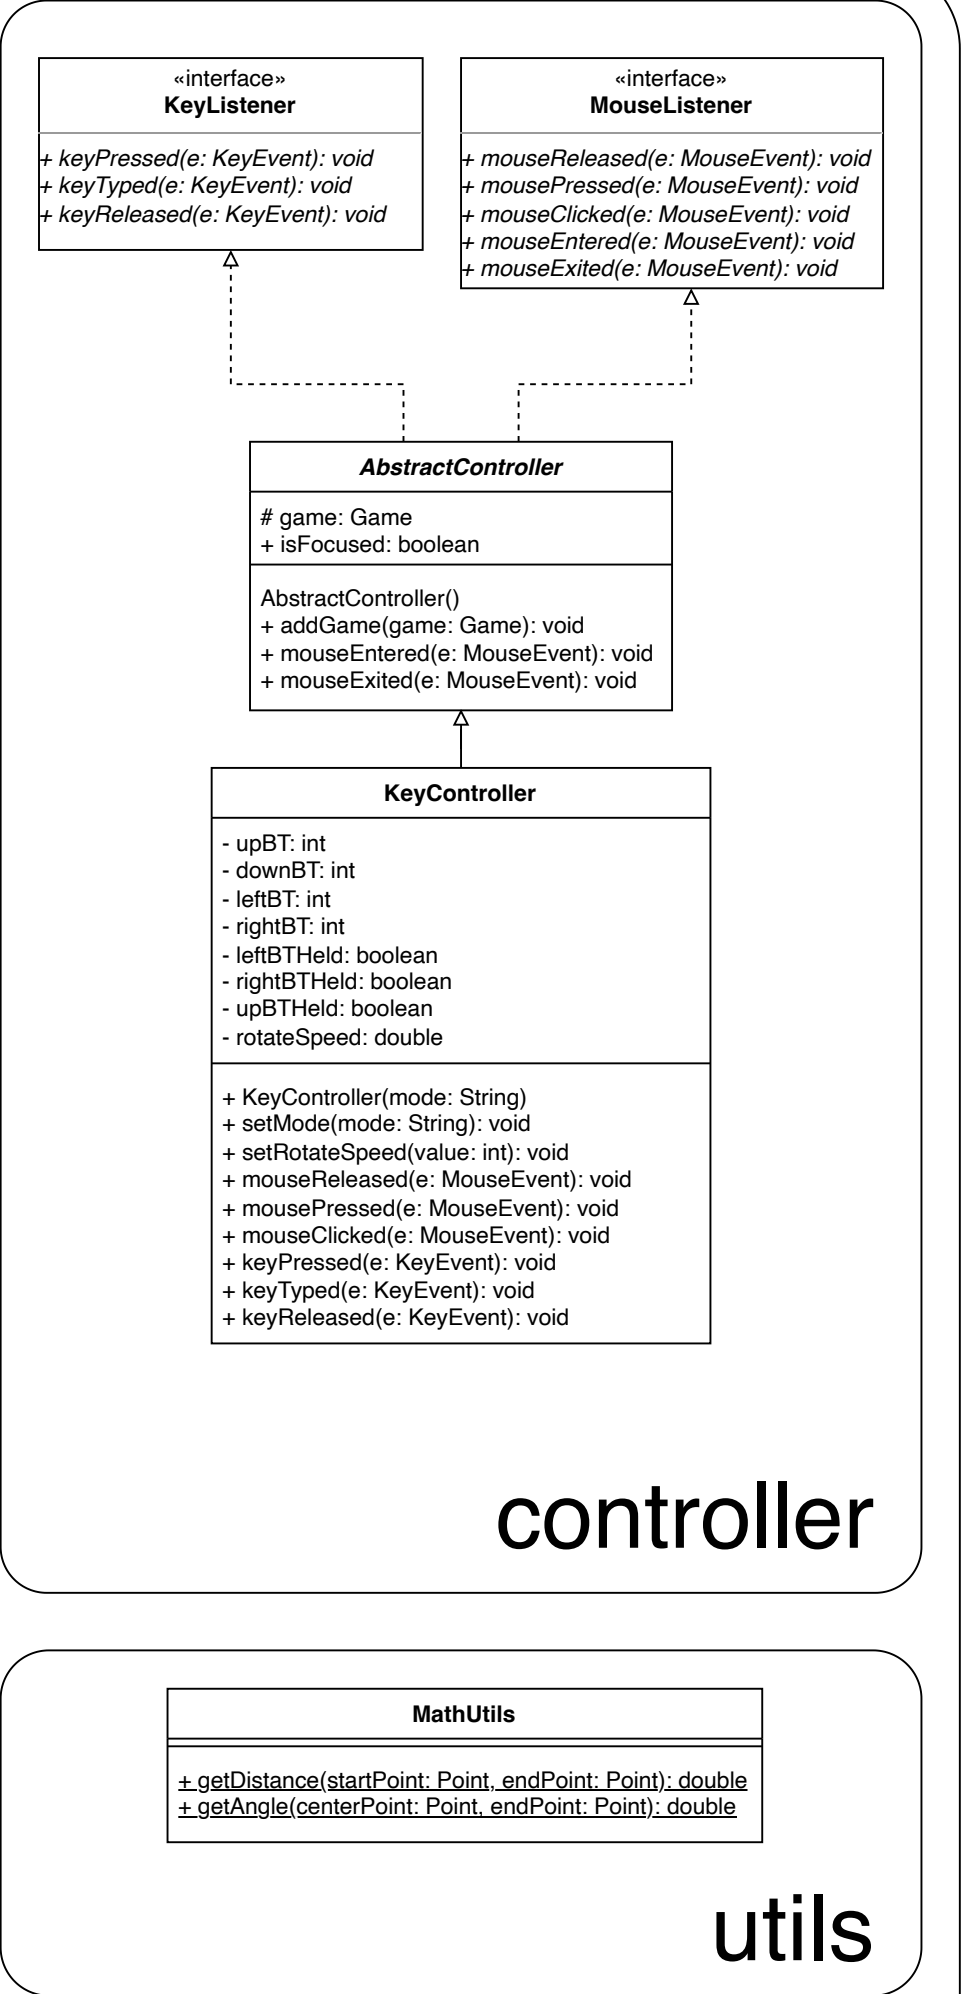 «interface»
KeyListener
+ keyPressed(e: KeyEvent): void
+ keyTyped(e: KeyEvent): void
+ keyReleased(e: KeyEvent): void
«interface»
MouseListener
+ mouseReleased(e: MouseEvent): void
+ mousePressed(e: MouseEvent): void
+ mouseClicked(e: MouseEvent): void
+ mouseEntered(e: MouseEvent): void
+ mouseExited(e: MouseEvent): void
AbstractController
# game: Game
+ isFocused: boolean
AbstractController()
+ addGame(game: Game): void
+ mouseEntered(e: MouseEvent): void
+ mouseExited(e: MouseEvent): void
KeyController
- upBT: int
- downBT: int
- leftBT: int
- rightBT: int
- leftBTHeld: boolean
- rightBTHeld: boolean
- upBTHeld: boolean
- rotateSpeed: double
+ KeyController(mode: String)
+ setMode(mode: String): void
+ setRotateSpeed(value: int): void
+ mouseReleased(e: MouseEvent): void
+ mousePressed(e: MouseEvent): void
+ mouseClicked(e: MouseEvent): void
+ keyPressed(e: KeyEvent): void
+ keyTyped(e: KeyEvent): void
+ keyReleased(e: KeyEvent): void
controller
MathUtils
+ getDistance(startPoint: Point, endPoint: Point): double
+ getAngle(centerPoint: Point, endPoint: Point): double
utils